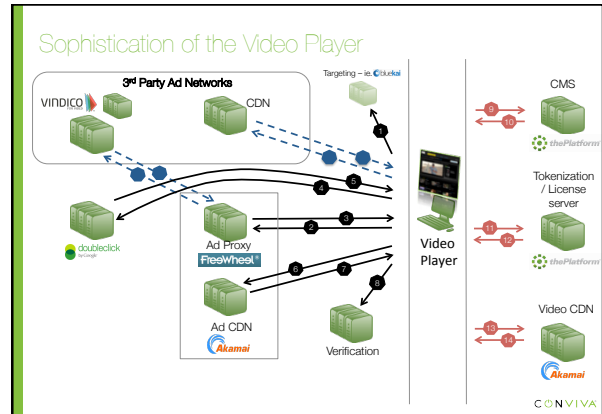 Sophistication of the Video Player
3rd Party Ad Networks
VINDICO
CDN
Targeting – ie. bluekai
1
5
4
doubleclick
by Google
3
2
Ad Proxy
FreeWheel®
6
7
Ad CDN
Akamai
8
Verification
Video
Player
CMS
9
10
thePlatform
Tokenization
/ License
server
11
12
thePlatform
Video CDN
13
14
Akamai
CONVIVA